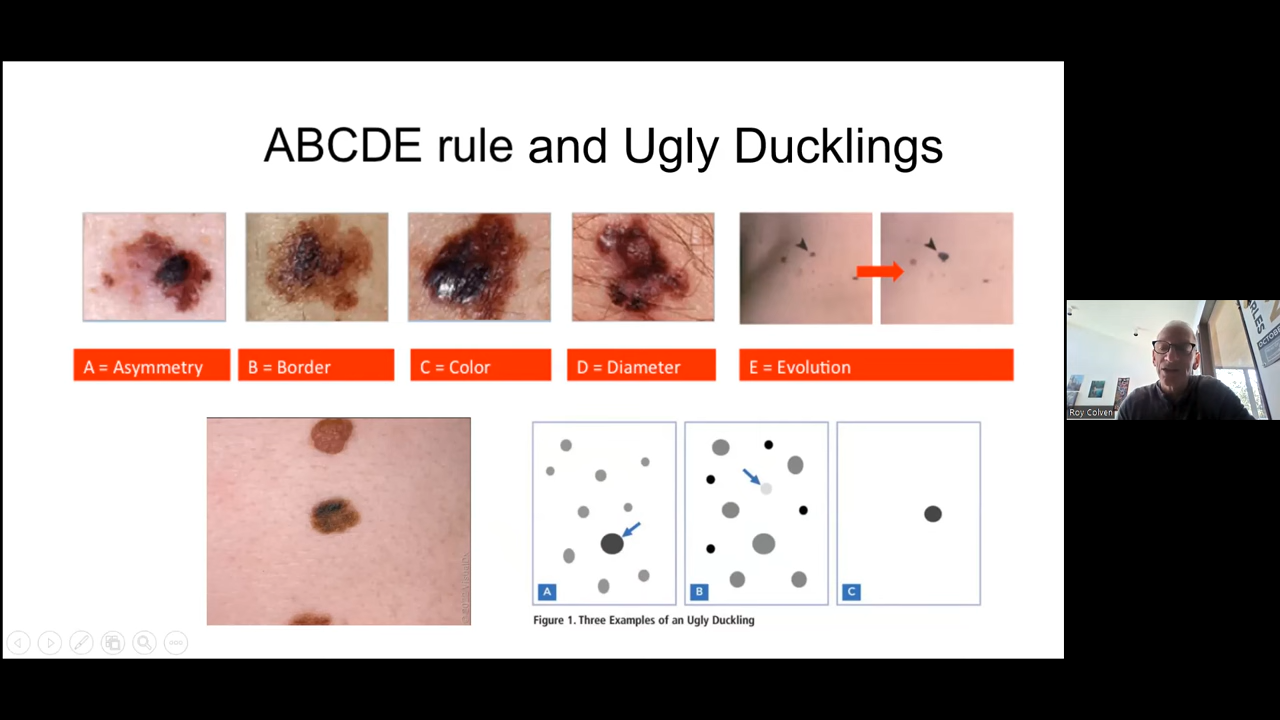 ABCDE rule and Ugly Ducklings
A = Asymmetry
B = Border
C = Color
D = Diameter
E = Evolution
A
B
C
Figure 1. Three Examples of an Ugly Duckling
Roy Colven